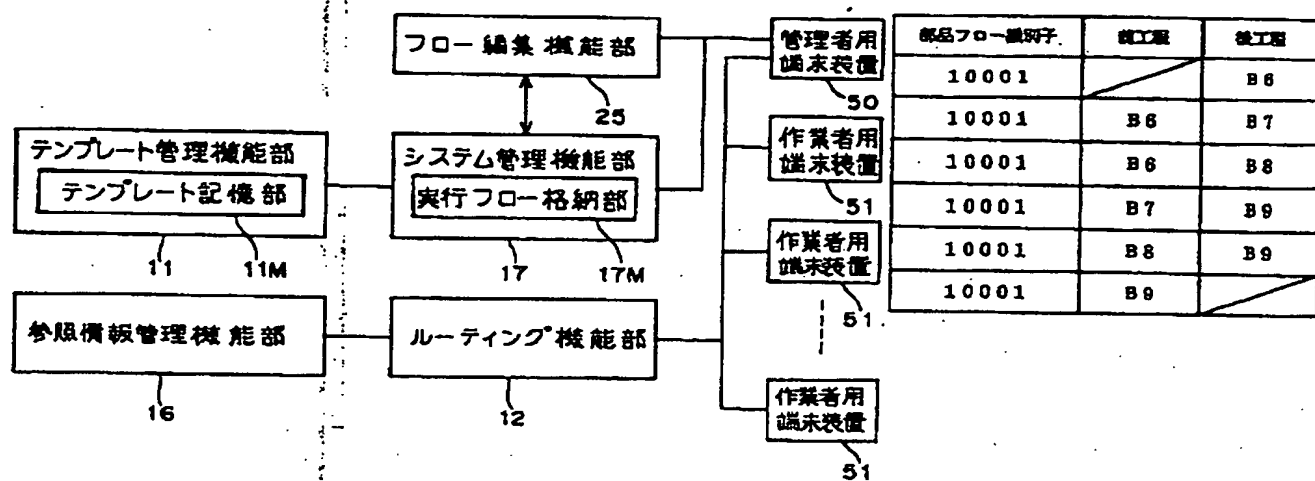 フロー編集機能部
25
テンプレート管理機能部
テンプレート記憶部
11
11M
システム管理機能部
実行フロー格納部
17
17M
参照情報管理機能部
16
ルーティング機能部
12
管理者用
端末装置
50
作業者用
端末装置
51
作業者用
端末装置
51
作業者用
端末装置
51
部品フロー識別子 前工程 後工程
10001 B6
10001 B6 B7
10001 B6 B8
10001 B7 B9
10001 B8 B9
10001 B9